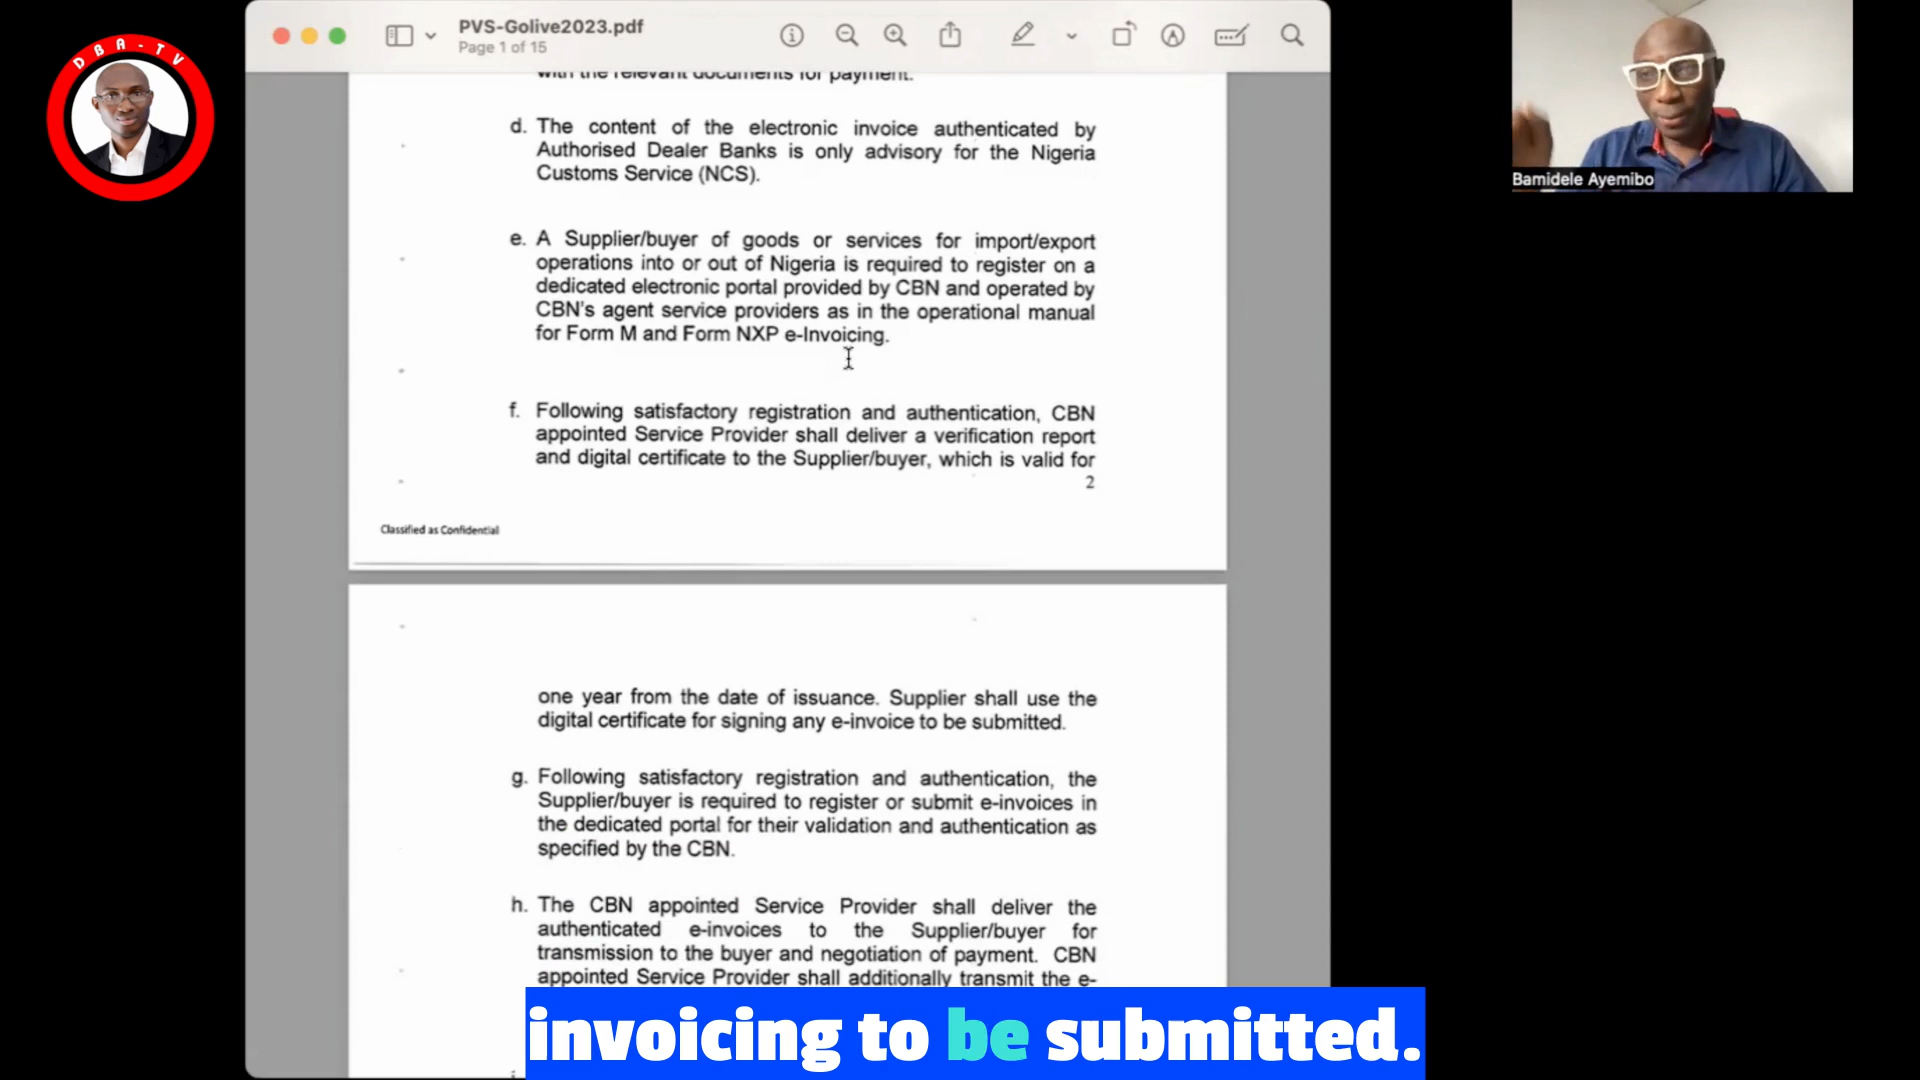 DBA-TV
PVS-Golive2023.pdf
Page 1 of 15
with the relevant documents for payment.
d. The content of the electronic invoice authenticated by
Authorised Dealer Banks is only advisory for the Nigeria
Customs Service (NCS).
e. A Supplier/buyer of goods or services for import/export
operations into or out of Nigeria is required to register on a
dedicated electronic portal provided by CBN and operated by
CBN's agent service providers as in the operational manual
for Form M and Form NXP e-Invoicing.
f. Following satisfactory registration and authentication, CBN
appointed Service Provider shall deliver a verification report
and digital certificate to the Supplier/buyer, which is valid for
2
Classified as Confidential
one year from the date of issuance. Supplier shall use the
digital certificate for signing any e-invoice to be submitted.
g. Following satisfactory registration and authentication, the
Supplier/buyer is required to register or submit e-invoices in
the dedicated portal for their validation and authentication as
specified by the CBN.
h. The CBN appointed Service Provider shall deliver the
authenticated e-invoices to the Supplier/buyer for
transmission to the buyer and negotiation of payment. CBN
appointed Service Provider shall additionally transmit the e-
invoicing to be submitted.
Bamidele Ayemibo